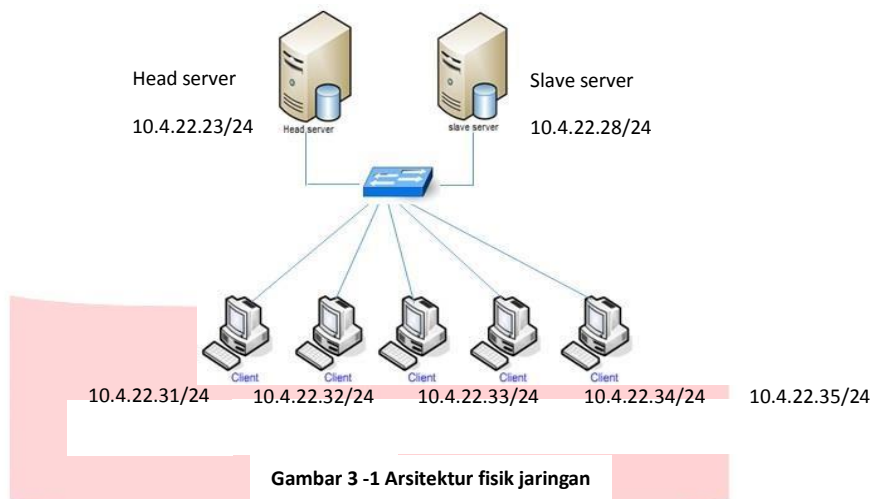 Head server
10.4.22.23/24
Head server
Slave server
10.4.22.28/24
slave server
Client Client Client Client Client
10.4.22.31/24 10.4.22.32/24 10.4.22.33/24 10.4.22.34/24 10.4.22.35/24
Gambar 3 -1 Arsitektur fisik jaringan